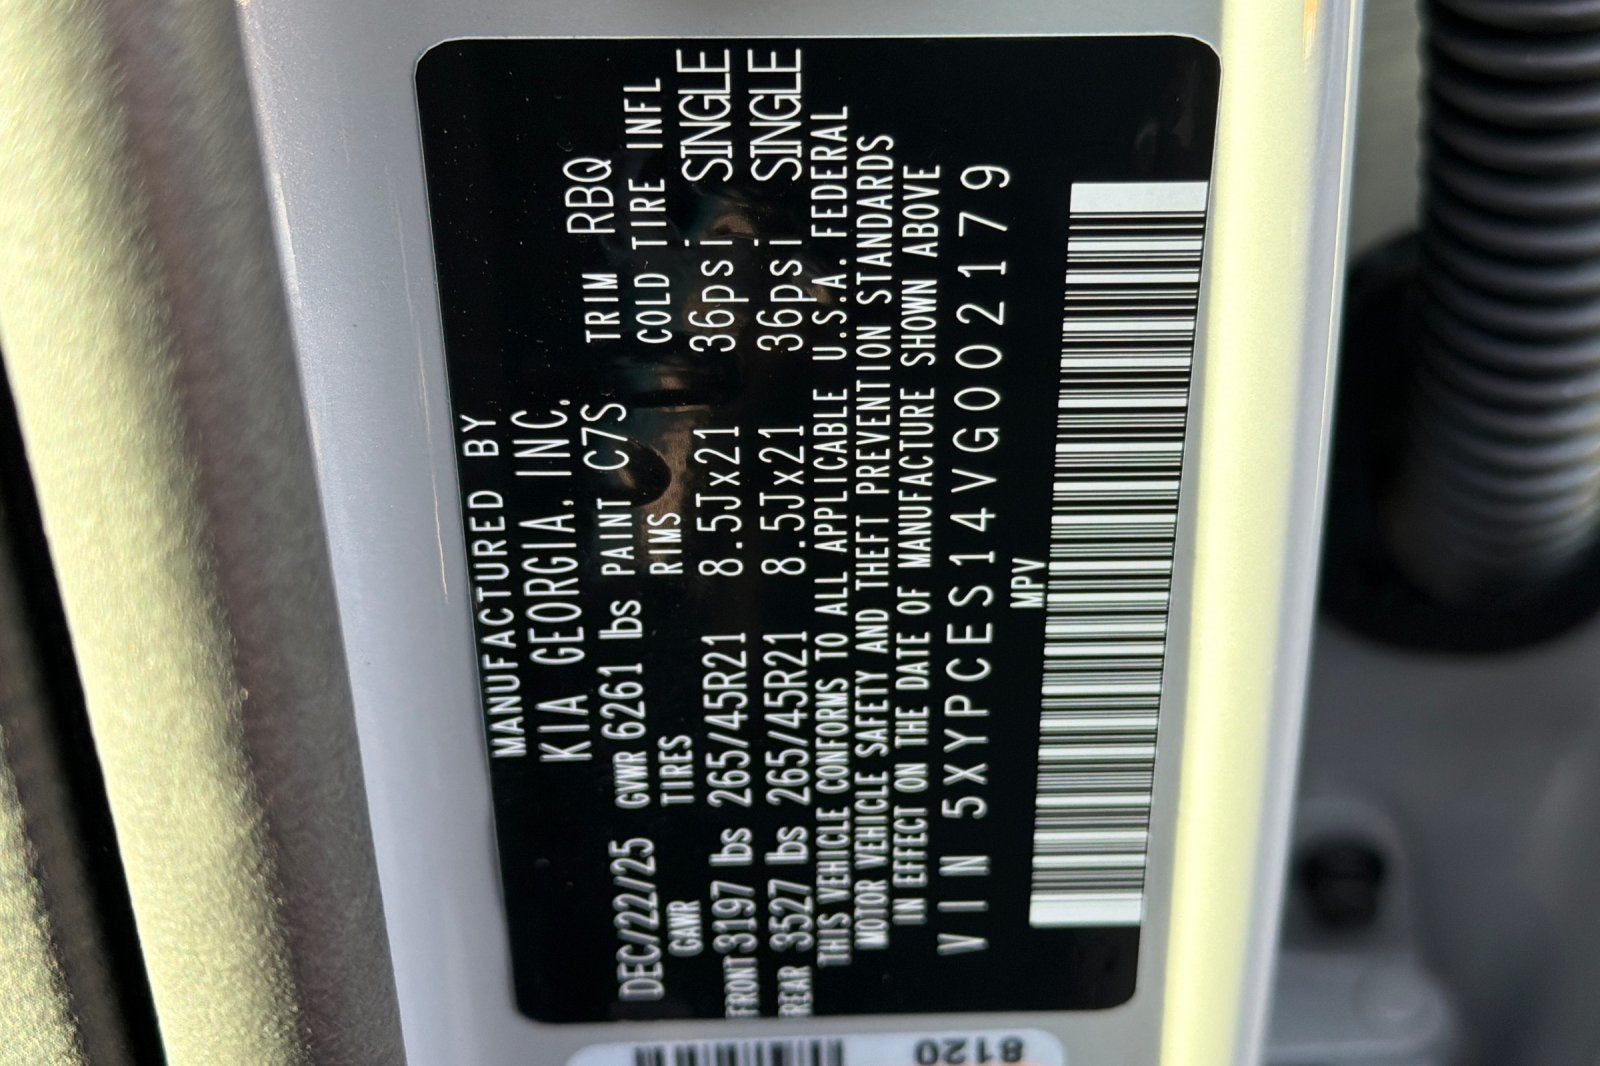 MANUFACTURED BY
KIA GEORGIA, INC.
DEC/22/25 GVWR 6261 lbs PAINT C7S TRIM RBQ
GAWR TIRES RIMS COLD TIRE INFL
FRONT 3197 lbs 265/45R21 8.5Jx21 36psi SINGLE
REAR 3527 lbs 265/45R21 8.5Jx21 36psi SINGLE
THIS VEHICLE CONFORMS TO ALL APPLICABLE U.S.A. FEDERAL
MOTOR VEHICLE SAFETY AND THEFT PREVENTION STANDARDS
IN EFFECT ON THE DATE OF MANUFACTURE SHOWN ABOVE
VIN 5XYPCES14VG002179
MPV
8120